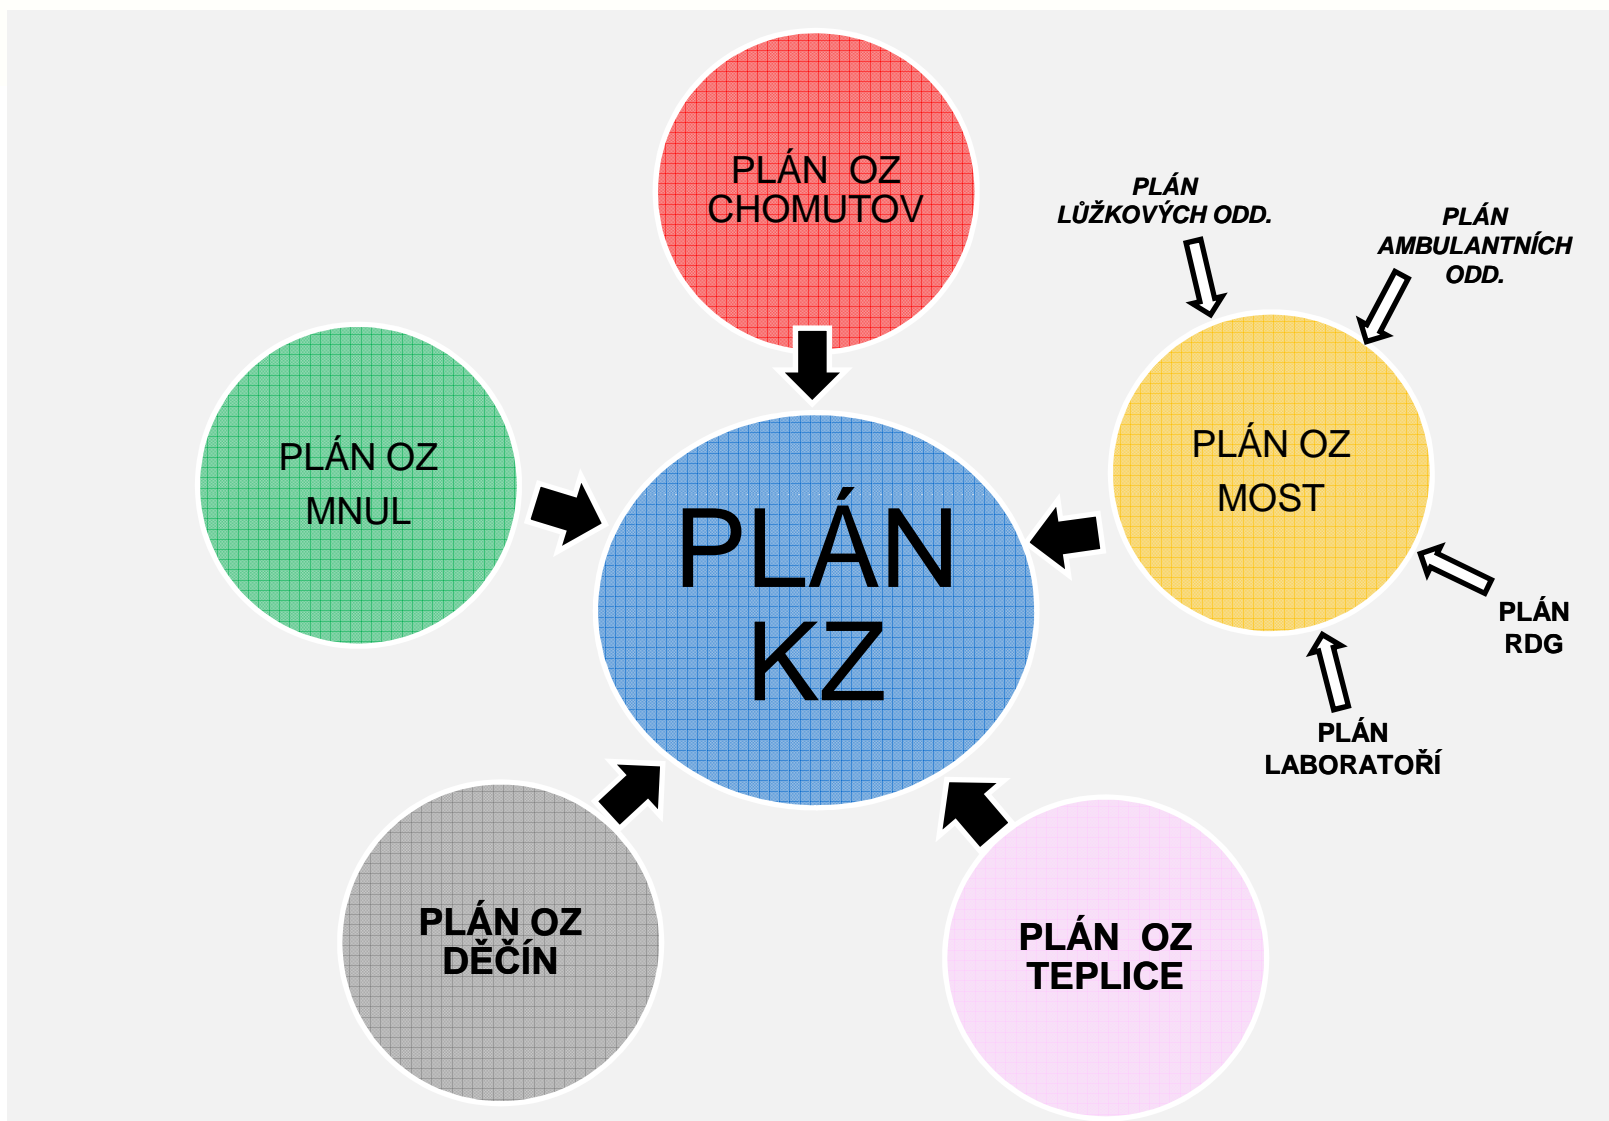 PLÁN OZ
CHOMUTOV
PLÁN
LŮŽKOVÝCH ODD.
PLÁN
AMBULANTNÍCH
ODD.
PLÁN OZ
MNUL
PLÁN OZ
MOST
PLÁN
KZ
PLÁN
RDG
PLÁN
LABORATOŘÍ
PLÁN OZ
DĚČÍN
PLÁN OZ
TEPLICE